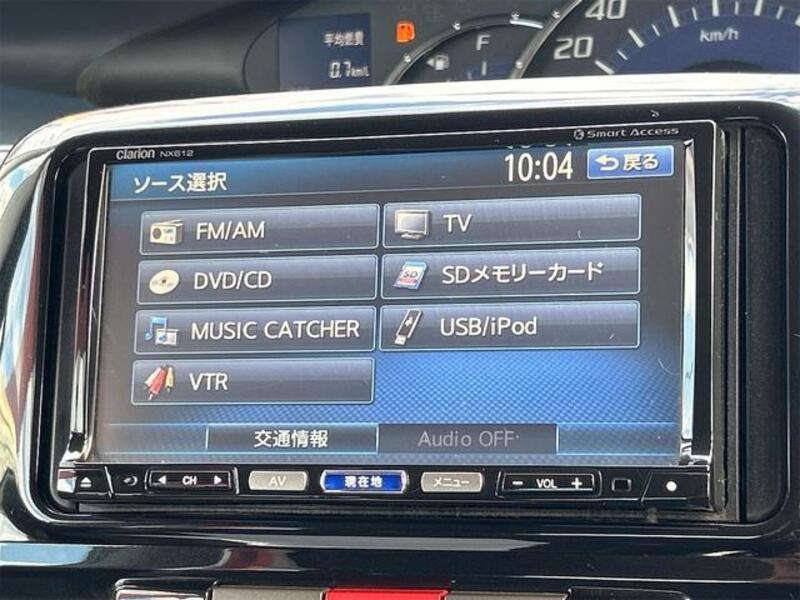 平均燃費
0.7km/L
F
20
40
km/h
Clarion NX612
Smart Access
ソース選択
10:04
戻る
FM/AM
TV
DVD/CD
SD
SDメモリーカード
MUSIC CATCHER
USB/iPod
VTR
交通情報
Audio OFF
CH
AV
現在地
メニュー
- VOL +